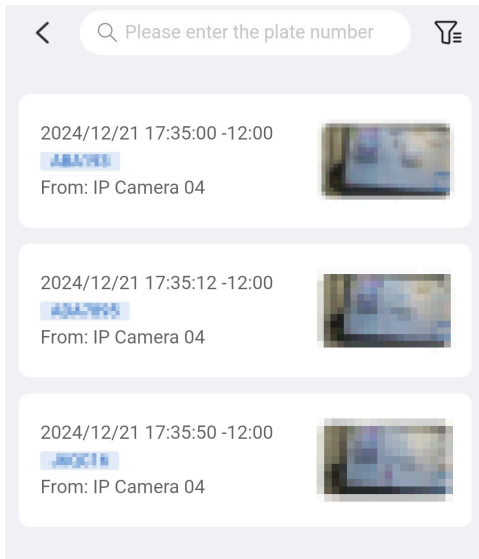 Please enter the plate number
2024/12/21 17:35:00 -12:00
From: IP Camera 04
2024/12/21 17:35:12 -12:00
From: IP Camera 04
2024/12/21 17:35:50 -12:00
From: IP Camera 04